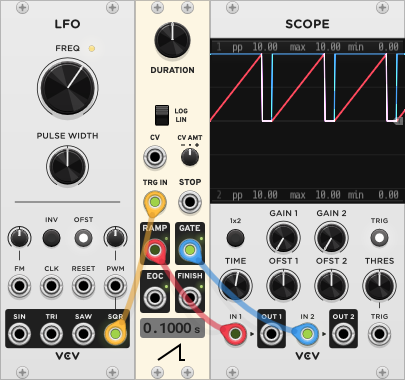 LFO
FREQ
PULSE WIDTH
INV
OFST
FM
CLK
RESET
PWM
SIN
TRI
SAW
SQR
VCV
DURATION
LOG
LIN
CV
CV AMT
- • +
TRG IN
STOP
RAMP
GATE
EOC
FINISH
0.1000 s
SCOPE
1 pp 10.00 max 10.00 min 0.00
2 pp 10.00 max 10.00 min 0.00
1x2
GAIN 1
GAIN 2
TRIG
TIME
OFST 1
OFST 2
THRES
IN 1
OUT 1
IN 2
OUT 2
TRIG
VCV